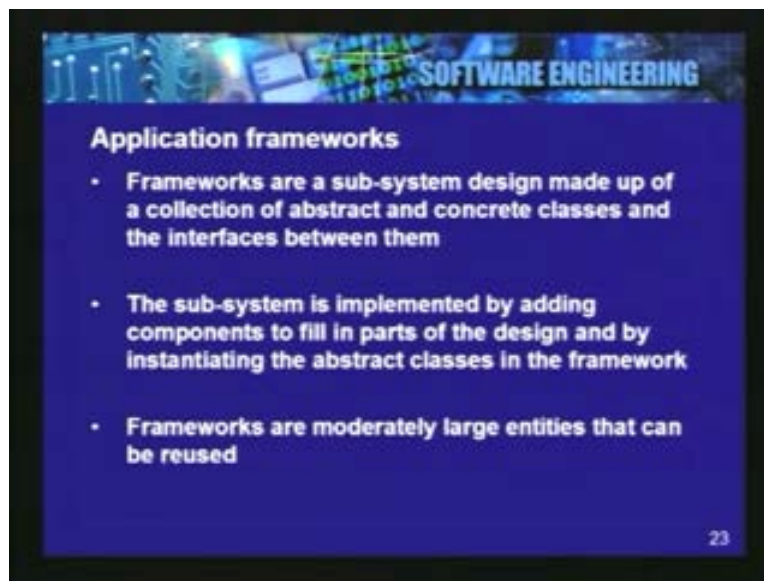 SOFTWARE ENGINEERING
Application frameworks
• Frameworks are a sub-system design made up of
a collection of abstract and concrete classes and
the interfaces between them
• The sub-system is implemented by adding
components to fill in parts of the design and by
instantiating the abstract classes in the framework
• Frameworks are moderately large entities that can
be reused
23